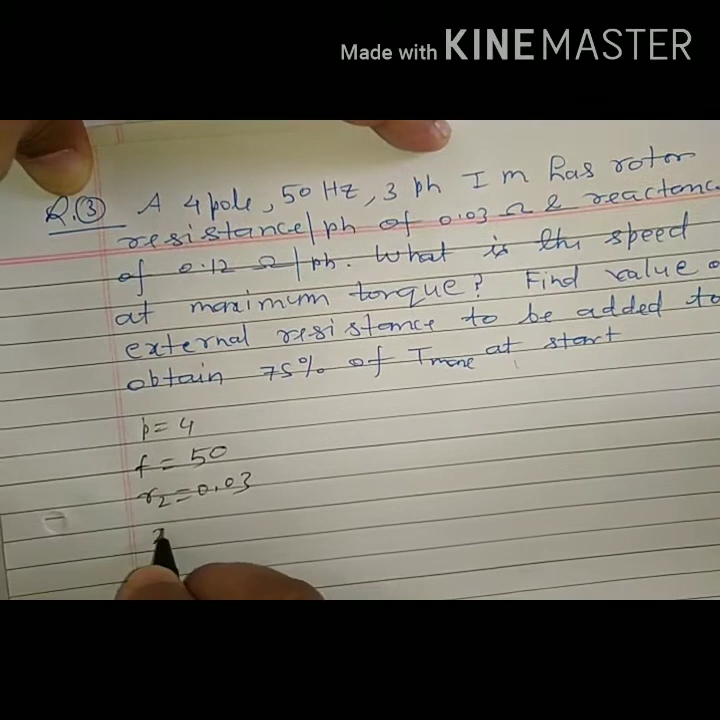 Made with KINEMASTER
Q.③ A 4 pole, 50 Hz, 3 ph I m has rotor
resistance/ph of 0.03 Ω & reactanc
of 0.12 Ω/ph. What is the speed
at maximum torque? Find value o
external resistance to be added to
obtain 75% of Tmax at start
p = 4
f = 50
r₂ = 0.03